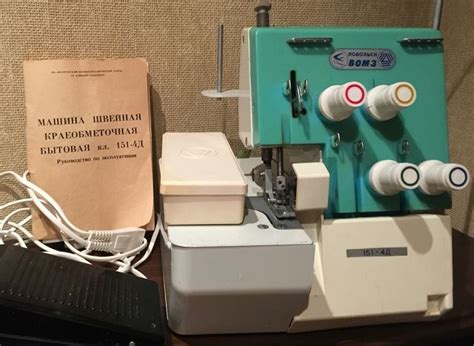 МАШИНА ШВЕЙНАЯ
КРАЕОБМЕТОЧНАЯ
БЫТОВАЯ кл. 151-4Д
Руководство по эксплуатации
ПОДОЛЬСК
ВОМЗ
151-4Д